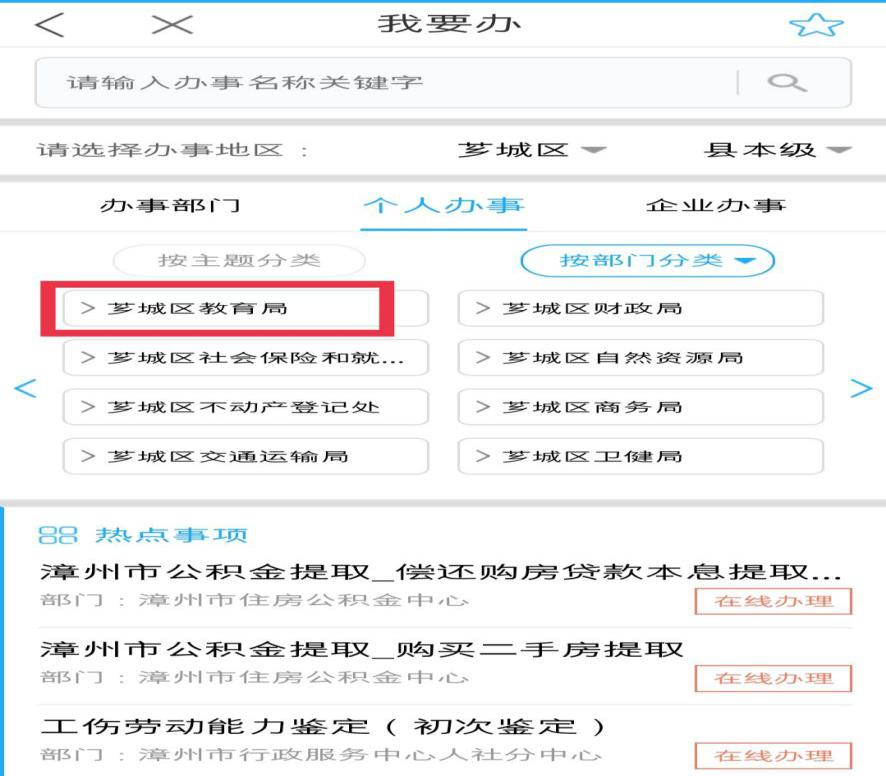 我要办
请输入办事名称关键字
请选择办事地区： 芗城区 县本级
办事部门 个人办事 企业办事
按主题分类 按部门分类
> 芗城区教育局 > 芗城区财政局
> 芗城区社会保险和就... > 芗城区自然资源局
> 芗城区不动产登记处 > 芗城区商务局
> 芗城区交通运输局 > 芗城区卫健局
热点事项
漳州市公积金提取_偿还购房贷款本息提取...
部门：漳州市住房公积金中心 在线办理
漳州市公积金提取_购买二手房提取
部门：漳州市住房公积金中心 在线办理
工伤劳动能力鉴定（初次鉴定）
部门：漳州市行政服务中心人社分中心 在线办理